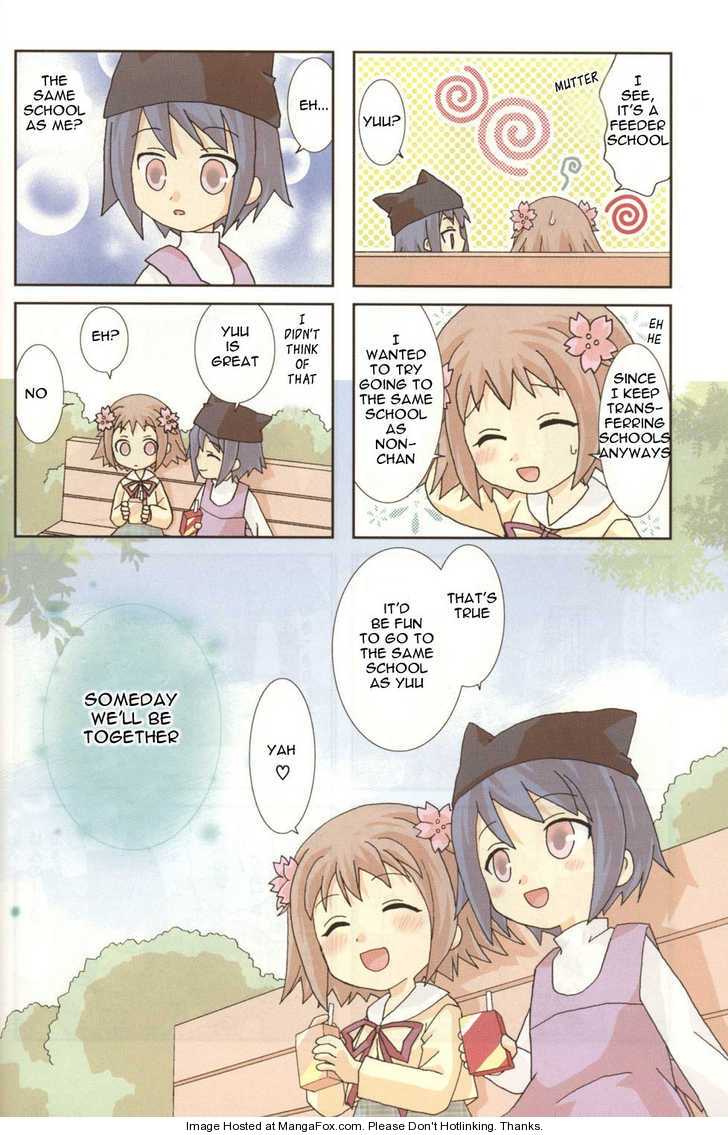 I
SEE,
IT'S A
FEEDER
SCHOOL
MUTTER
YUU?
EH...
THE
SAME
SCHOOL
AS ME?
EH
HE
SINCE
I KEEP
TRANS-
FERRING
SCHOOLS
ANYWAYS
I
WANTED
TO TRY
GOING TO
THE SAME
SCHOOL
AS
NON-
CHAN
I
DIDN'T
THINK
OF
THAT
YUU
IS
GREAT
EH?
NO
THAT'S
TRUE
IT'D
BE FUN
TO GO TO
THE SAME
SCHOOL
AS YUU
YAH
♡
SOMEDAY
WE'LL BE
TOGETHER
Image Hosted at MangaFox.com. Please Don't Hotlinking. Thanks.